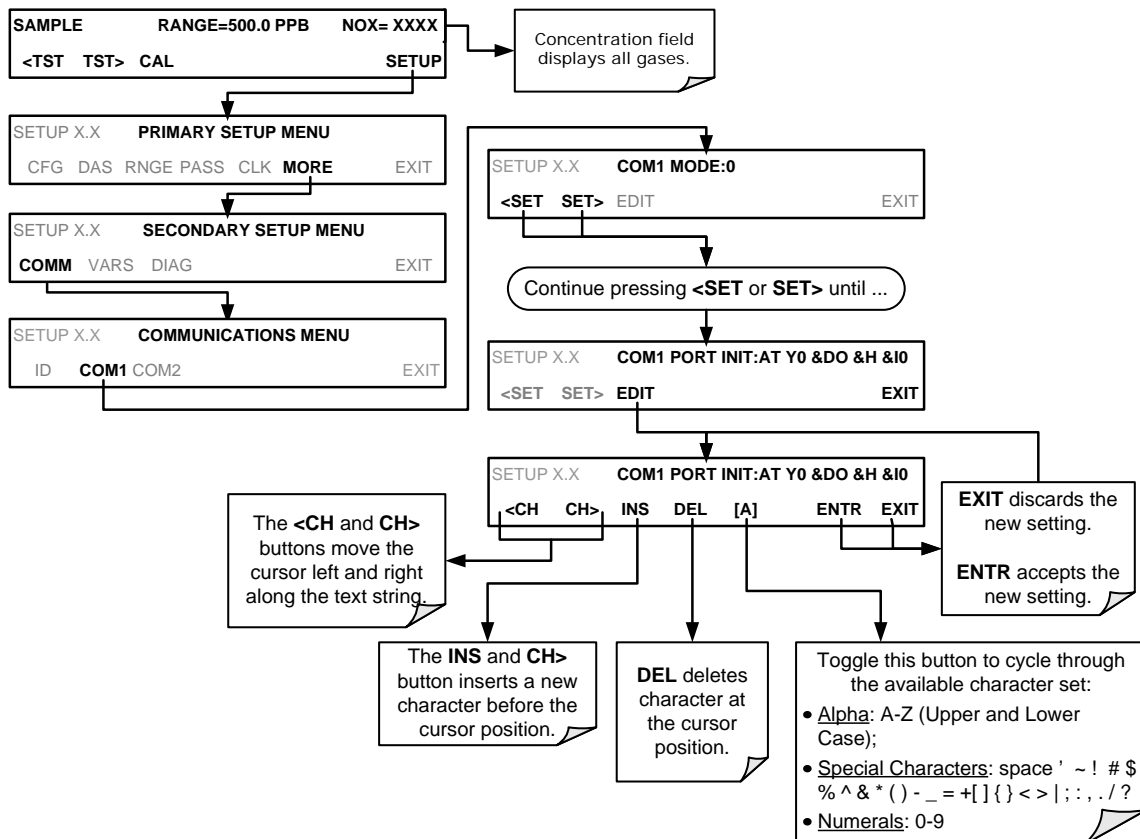 SAMPLE RANGE=500.0 PPB NOX= XXXX
<TST TST> CAL SETUP
Concentration field
displays all gases.
SETUP X.X PRIMARY SETUP MENU
CFG DAS RNGE PASS CLK MORE EXIT
SETUP X.X SECONDARY SETUP MENU
COMM VARS DIAG EXIT
SETUP X.X COMMUNICATIONS MENU
ID COM1 COM2 EXIT
SETUP X.X COM1 MODE:0
<SET SET> EDIT EXIT
Continue pressing <SET or SET> until ...
SETUP X.X COM1 PORT INIT:AT Y0 &DO &H &I0
<SET SET> EDIT EXIT
SETUP X.X COM1 PORT INIT:AT Y0 &DO &H &I0
<CH CH> INS DEL [A] ENTR EXIT
EXIT discards the
new setting.
ENTR accepts the
new setting.
The <CH and CH>
buttons move the
cursor left and right
along the text string.
The INS and CH>
button inserts a new
character before the
cursor position.
DEL deletes
character at
the cursor
position.
Toggle this button to cycle through
the available character set:
• Alpha: A-Z (Upper and Lower
Case);
• Special Characters: space ' ~ ! # $
% ^ & * ( ) - _ = +[ ] { } < > | ; : , . / ?
• Numerals: 0-9